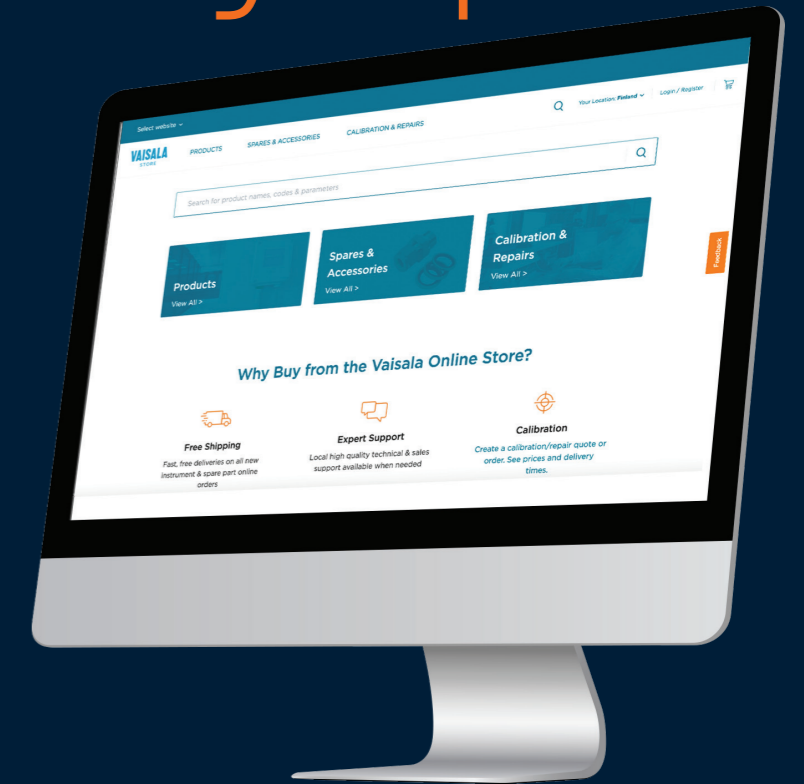 Select website
Your Location: Finland
Login / Register
VAISALA
STORE
PRODUCTS
SPARES & ACCESSORIES
CALIBRATION & REPAIRS
Search for product names, codes & parameters
Products
View All >
Spares &
Accessories
View All >
Calibration &
Repairs
View All >
Feedback
Why Buy from the Vaisala Online Store?
Free Shipping
Fast, free deliveries on all new
instrument & spare part online
orders
Expert Support
Local high quality technical & sales
support available when needed
Calibration
Create a calibration/repair quote or
order. See prices and delivery
times.